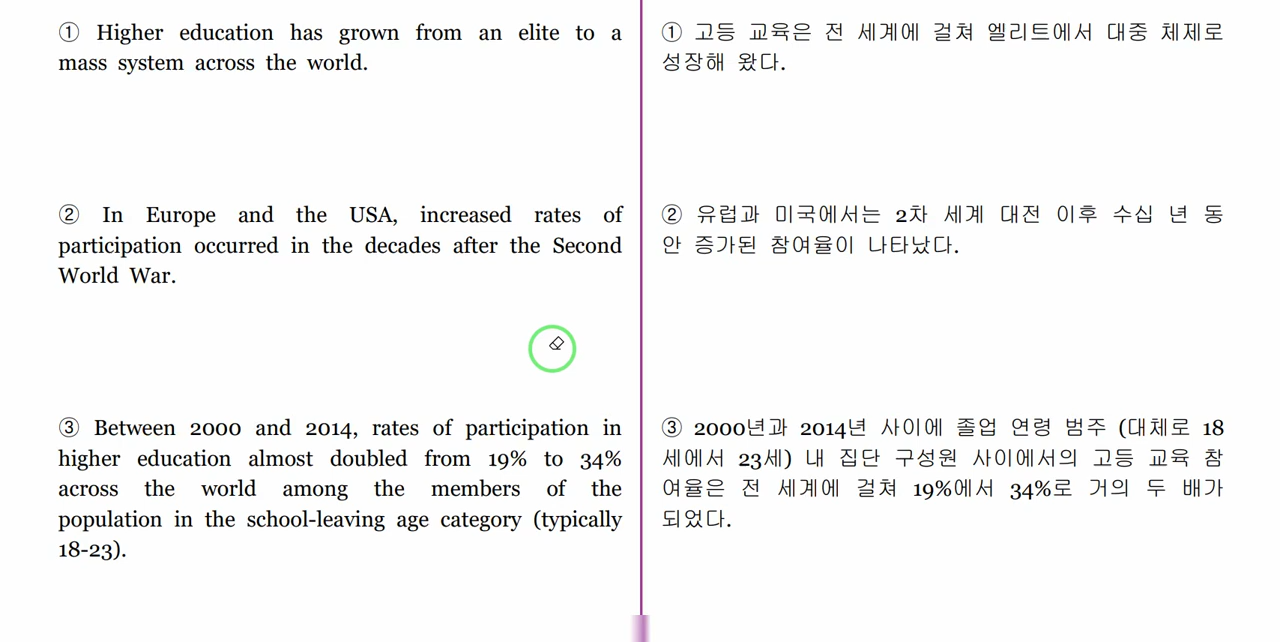 ① Higher education has grown from an elite to a
mass system across the world.
② In Europe and the USA, increased rates of
participation occurred in the decades after the Second
World War.
③ Between 2000 and 2014, rates of participation in
higher education almost doubled from 19% to 34%
across the world among the members of the
population in the school-leaving age category (typically
18-23).
① 고등 교육은 전 세계에 걸쳐 엘리트에서 대중 체제로
성장해 왔다.
② 유럽과 미국에서는 2차 세계 대전 이후 수십 년 동
안 증가된 참여율이 나타났다.
③ 2000년과 2014년 사이에 졸업 연령 범주 (대체로 18
세에서 23세) 내 집단 구성원 사이에서의 고등 교육 참
여율은 전 세계에 걸쳐 19%에서 34%로 거의 두 배가
되었다.